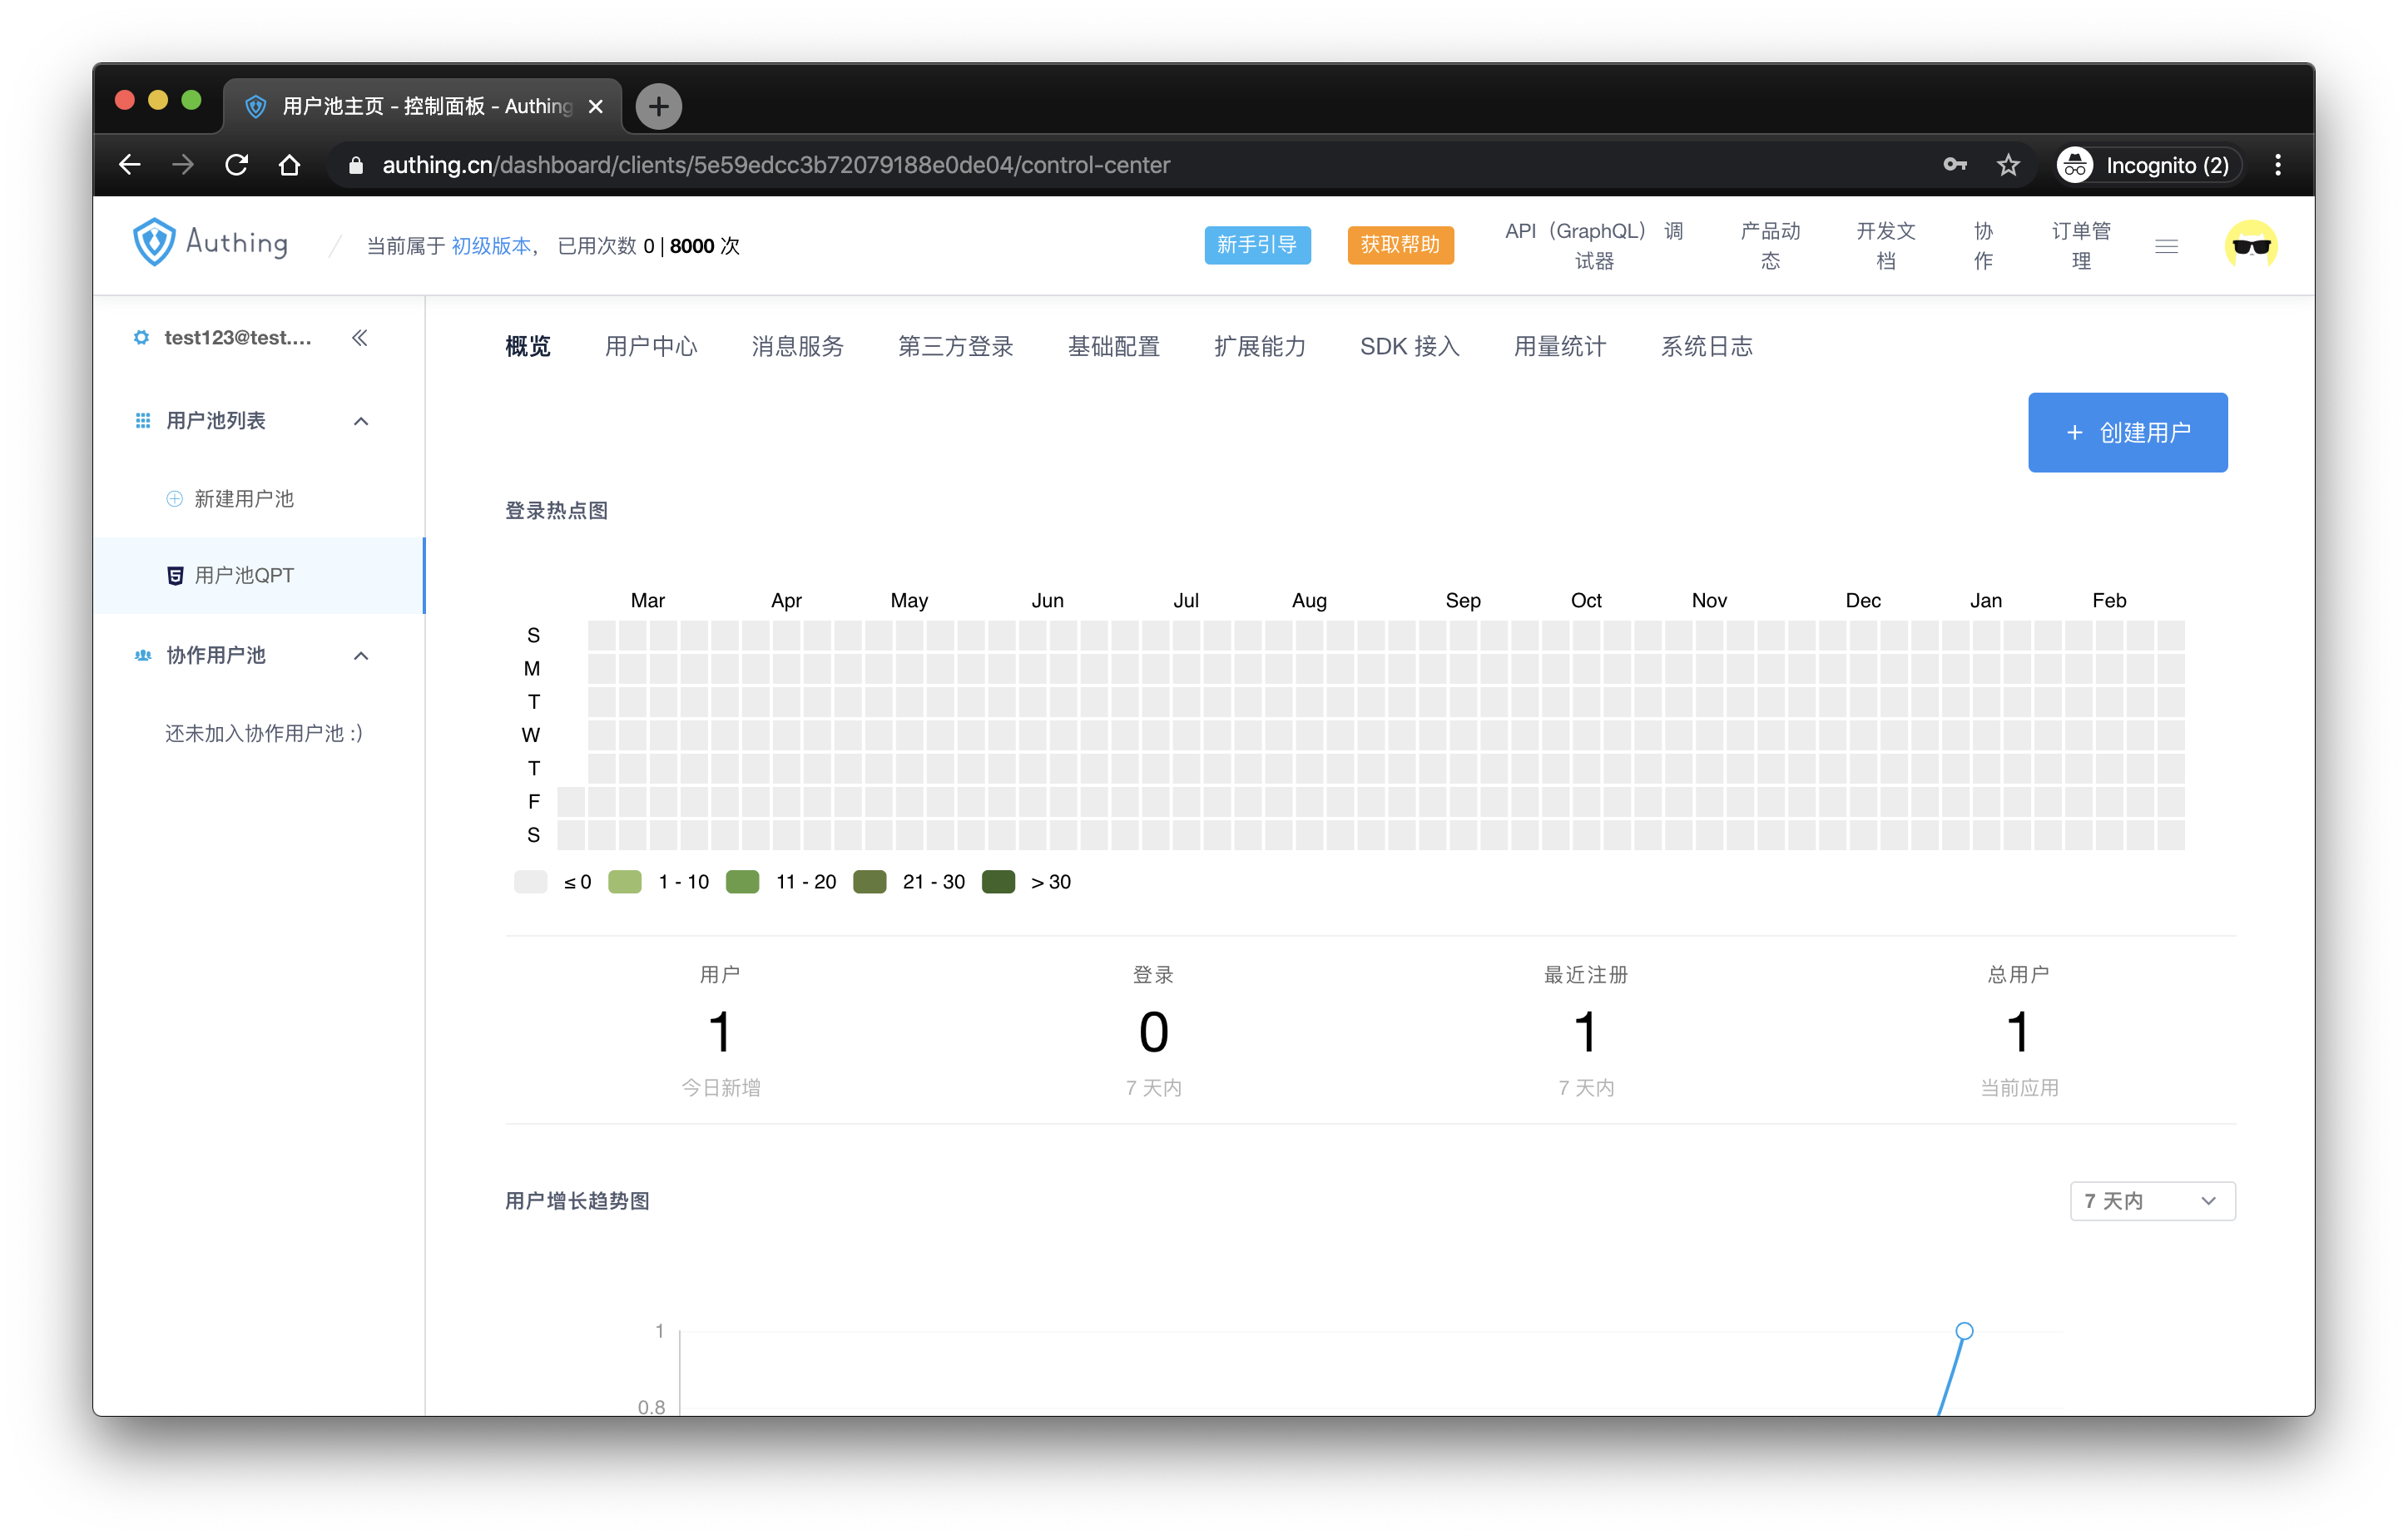 用户池主页 - 控制面板 - Authing
authing.cn/dashboard/clients/5e59edcc3b72079188e0de04/control-center
Incognito (2)
Authing
/ 当前属于 初级版本， 已用次数 0 | 8000 次
新手引导
获取帮助
API（GraphQL） 调
试器
产品动
态
开发文
档
协
作
订单管
理
test123@test....
用户池列表
新建用户池
用户池QPT
协作用户池
还未加入协作用户池 :)
概览 用户中心 消息服务 第三方登录 基础配置 扩展能力 SDK 接入 用量统计 系统日志
+ 创建用户
登录热点图
Mar Apr May Jun Jul Aug Sep Oct Nov Dec Jan Feb
S
M
T
W
T
F
S
≤ 0 1 - 10 11 - 20 21 - 30 > 30
用户
1
今日新增
登录
0
7 天内
最近注册
1
7 天内
总用户
1
当前应用
用户增长趋势图
7 天内
1
0.8